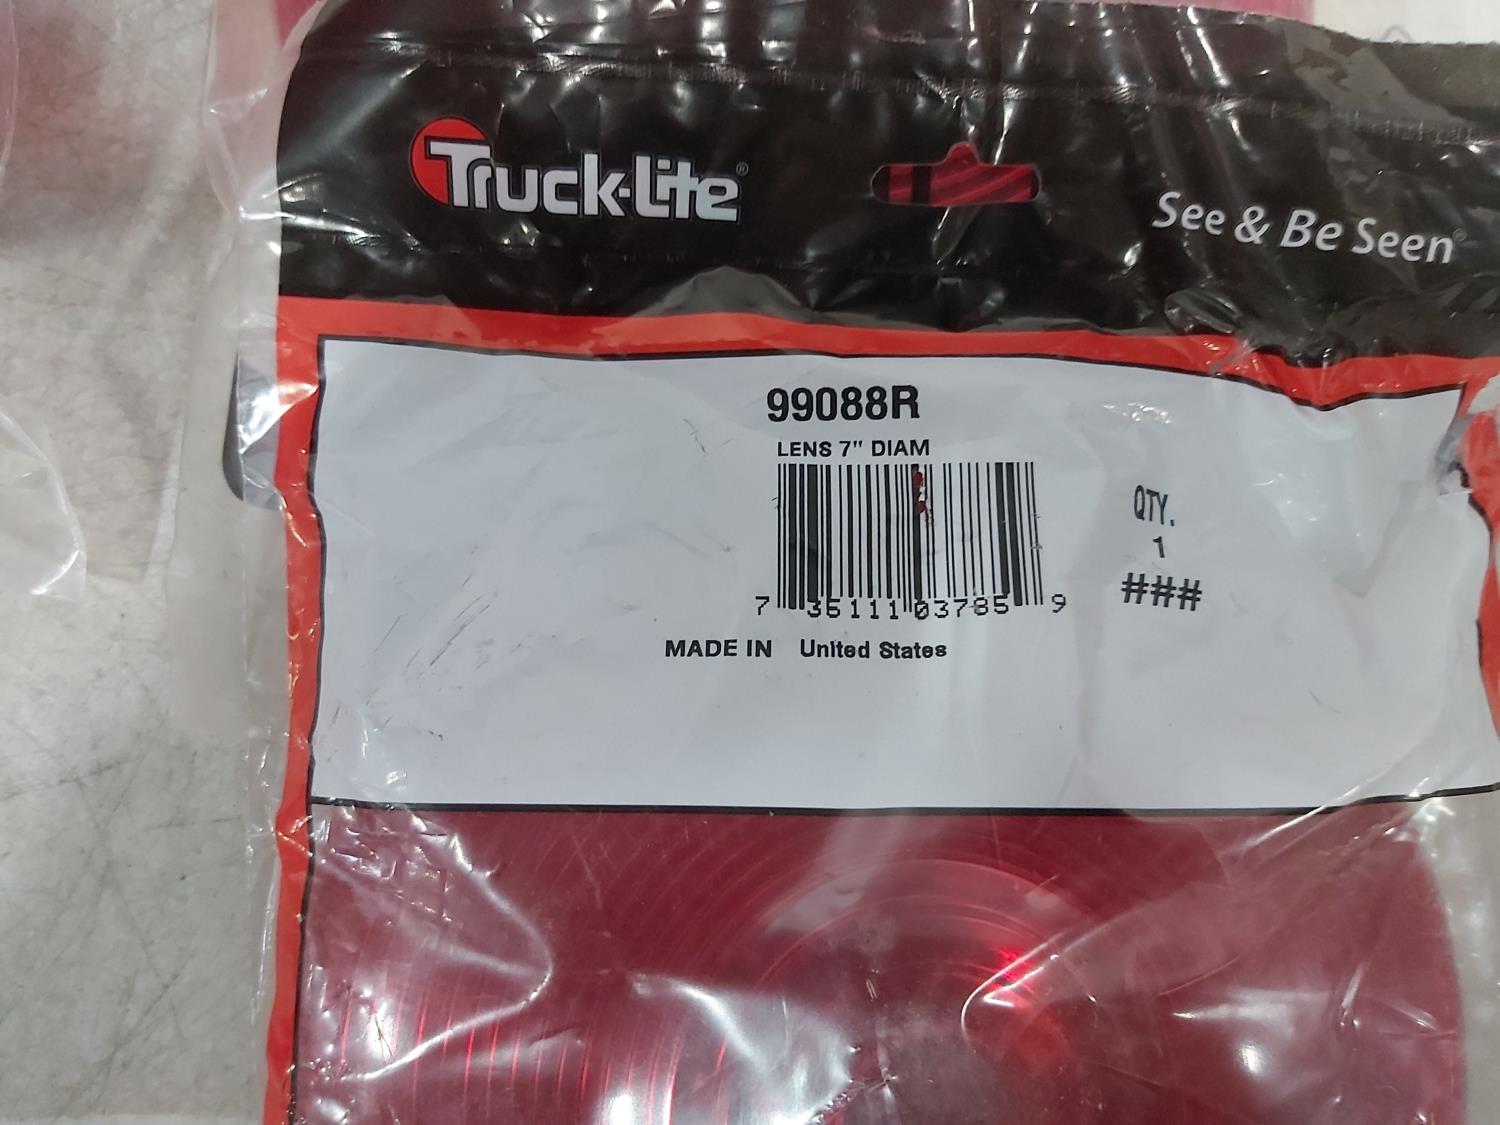 Truck-Lite®
See & Be Seen®
99088R
LENS 7" DIAM
QTY.
1
###
7 35111 03785 9
MADE IN United States